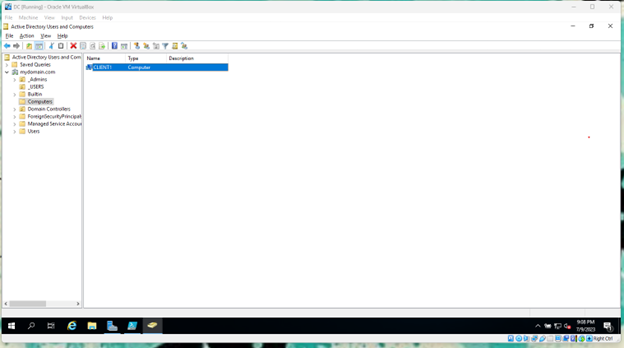 DC [Running] - Oracle VM VirtualBox
File Machine View Input Devices Help
Active Directory Users and Computers
File Action View Help
Active Directory Users and Com
Saved Queries
mydomain.com
_Admins
_USERS
Builtin
Computers
Domain Controllers
ForeignSecurityPrincipal
Managed Service Accoun
Users
Name Type Description
CLIENT1 Computer
9:08 PM
7/9/2023
Right Ctrl